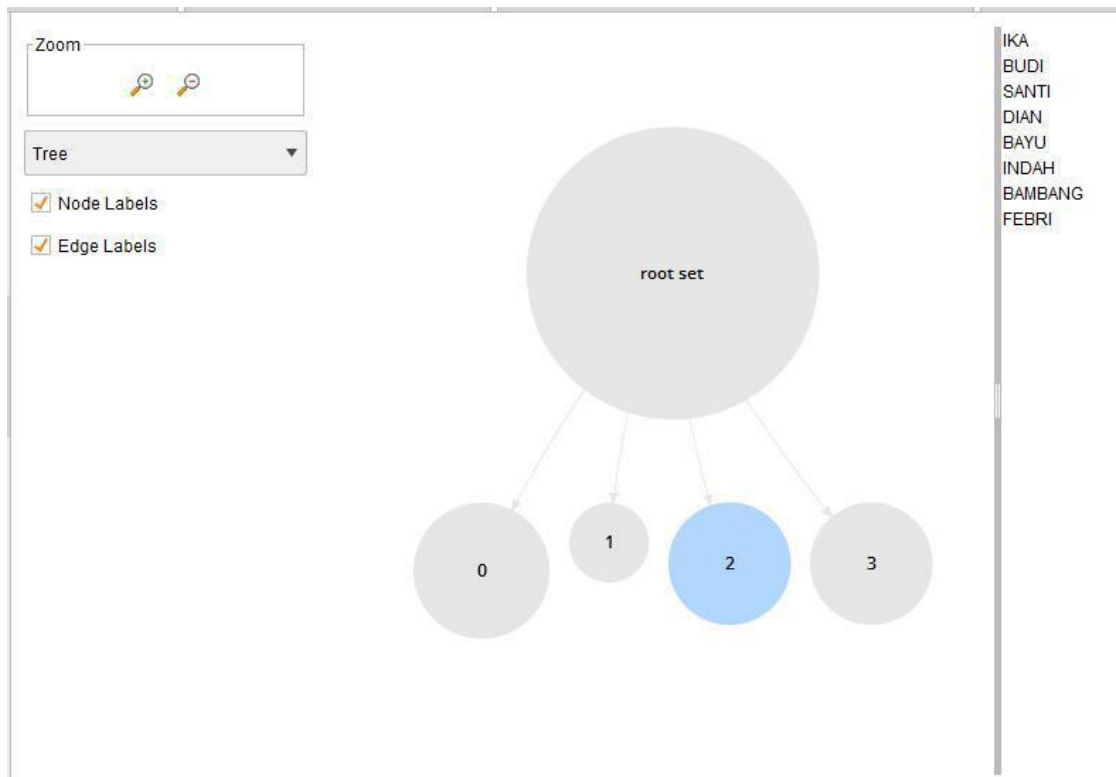 Zoom
Tree
Node Labels
Edge Labels
root set
0
1
2
3
IKA
BUDI
SANTI
DIAN
BAYU
INDAH
BAMBANG
FEBRI